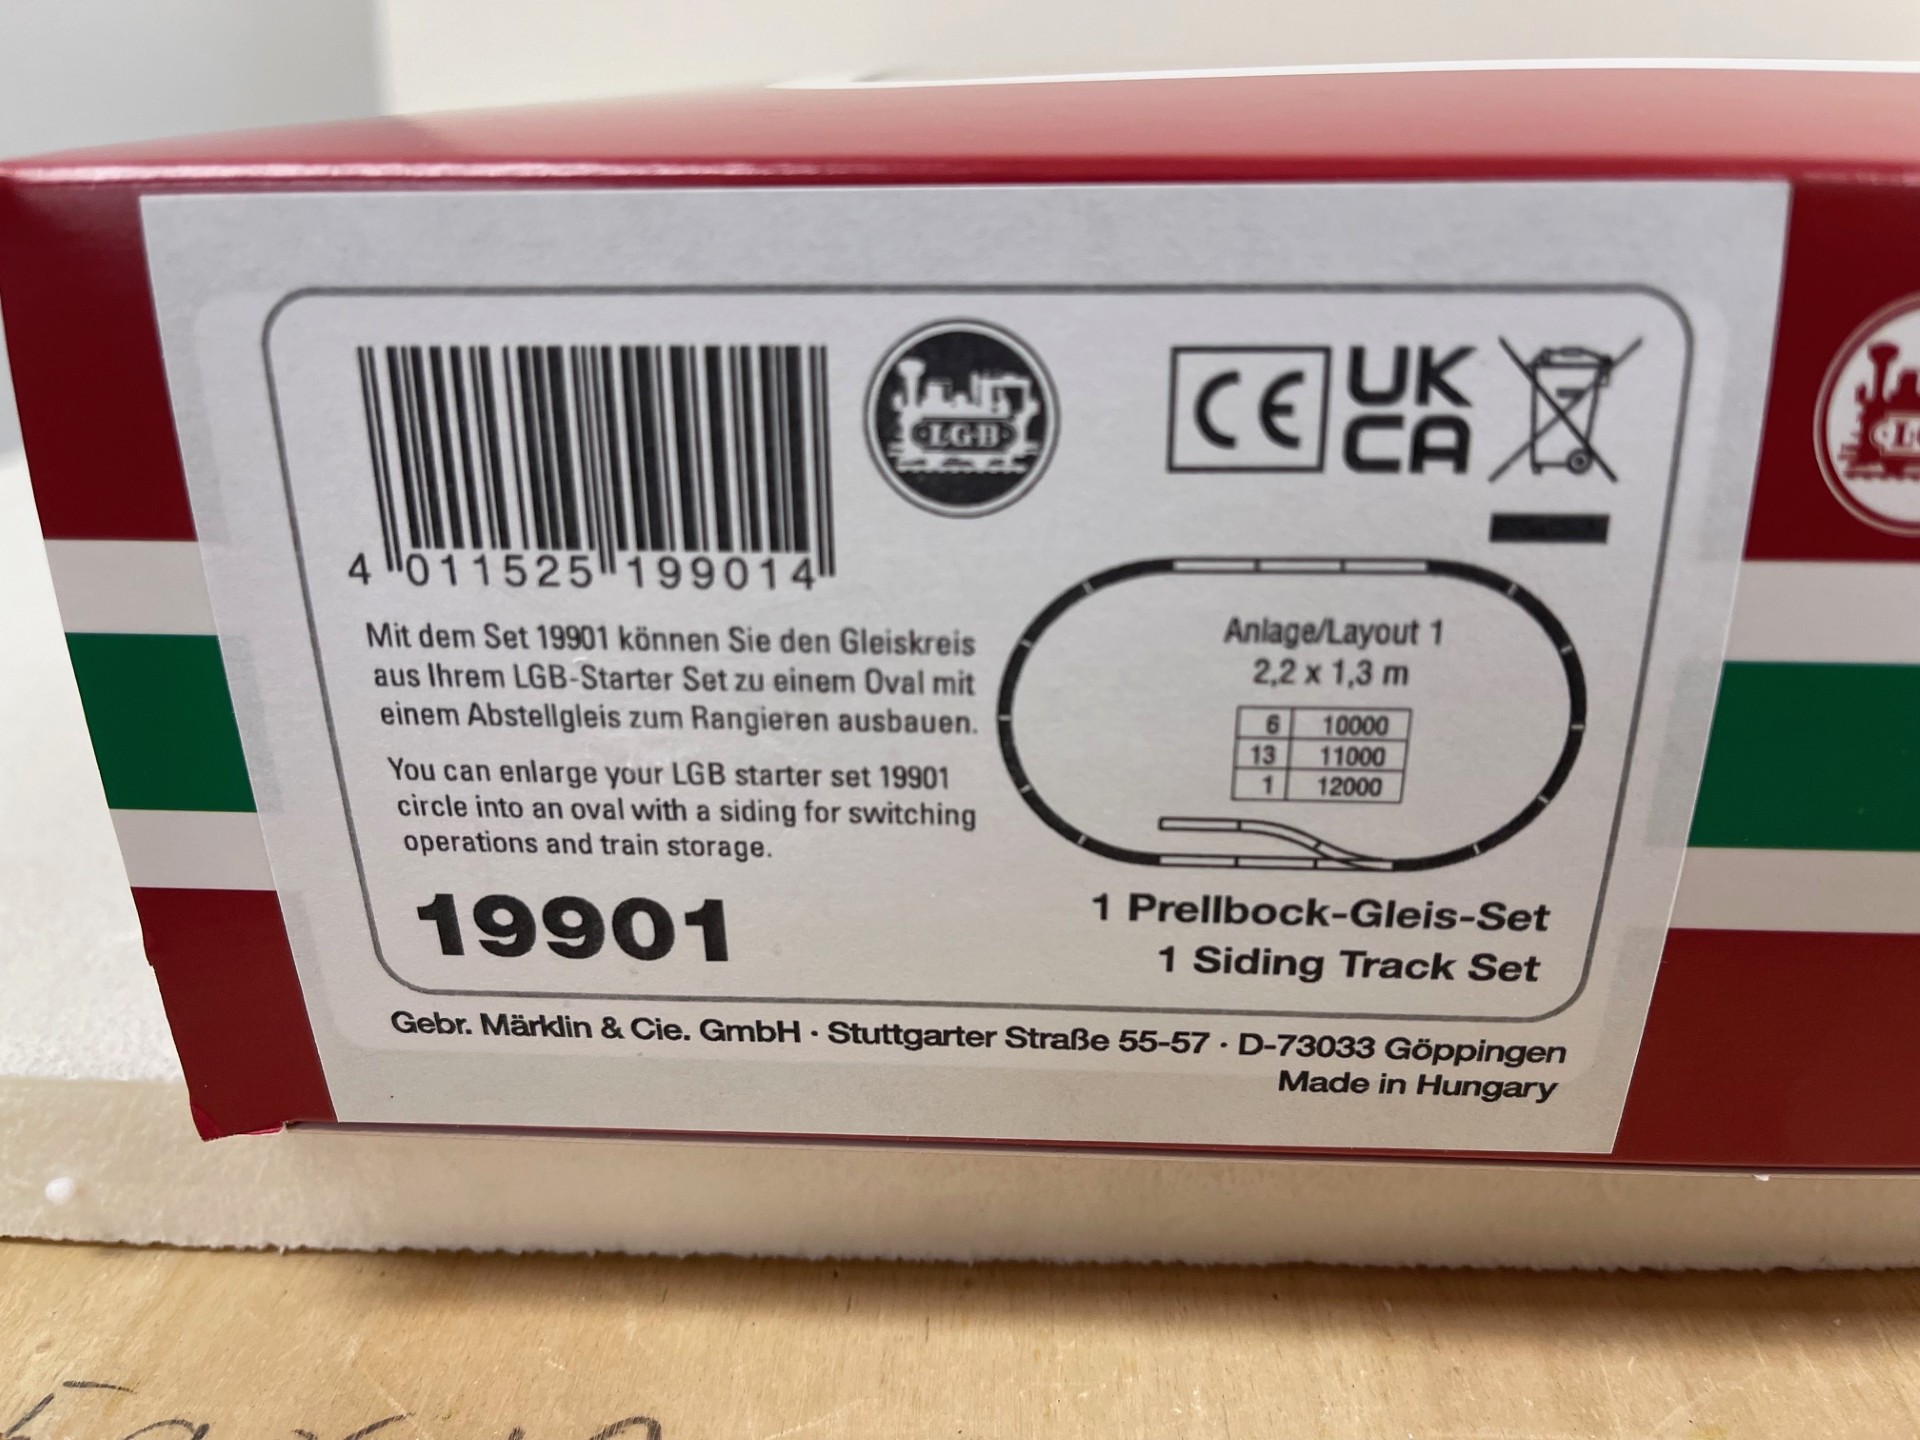 LGB
CE
UK
CA
4 011525 199014
Mit dem Set 19901 können Sie den Gleiskreis
aus Ihrem LGB-Starter Set zu einem Oval mit
einem Abstellgleis zum Rangieren ausbauen.
You can enlarge your LGB starter set 19901
circle into an oval with a siding for switching
operations and train storage.
19901
Anlage/Layout 1
2,2 x 1,3 m
6 10000
13 11000
1 12000
1 Prellbock-Gleis-Set
1 Siding Track Set
Gebr. Märklin & Cie. GmbH · Stuttgarter Straße 55-57 · D-73033 Göppingen
Made in Hungary